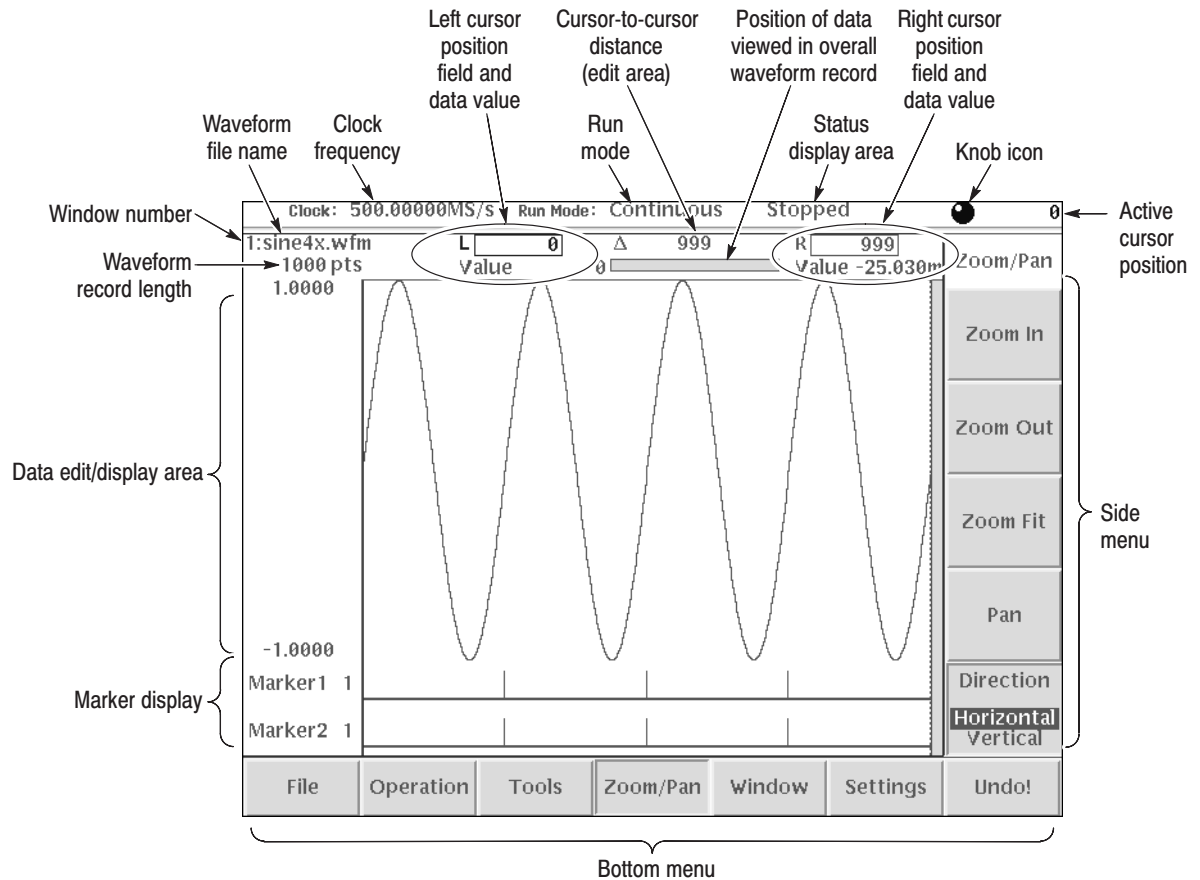 Left cursor
position
field and
data value
Cursor-to-cursor
distance
(edit area)
Position of data
viewed in overall
waveform record
Right cursor
position
field and
data value
Waveform
file name
Clock
frequency
Run
mode
Status
display area
Knob icon
Window number
Waveform
record length
Active
cursor
position
Clock: 500.00000MS/s Run Mode: Continuous Stopped 0
1:sine4x.wfm L 0 Δ 999 R 999
1000 pts Value 0 Value -25.030m
Zoom/Pan
1.0000
Zoom In
Zoom Out
Zoom Fit
Pan
Direction
Horizontal
Vertical
Data edit/display area
Side
menu
-1.0000
Marker display
Marker1 1
Marker2 1
File Operation Tools Zoom/Pan Window Settings Undo!
Bottom menu